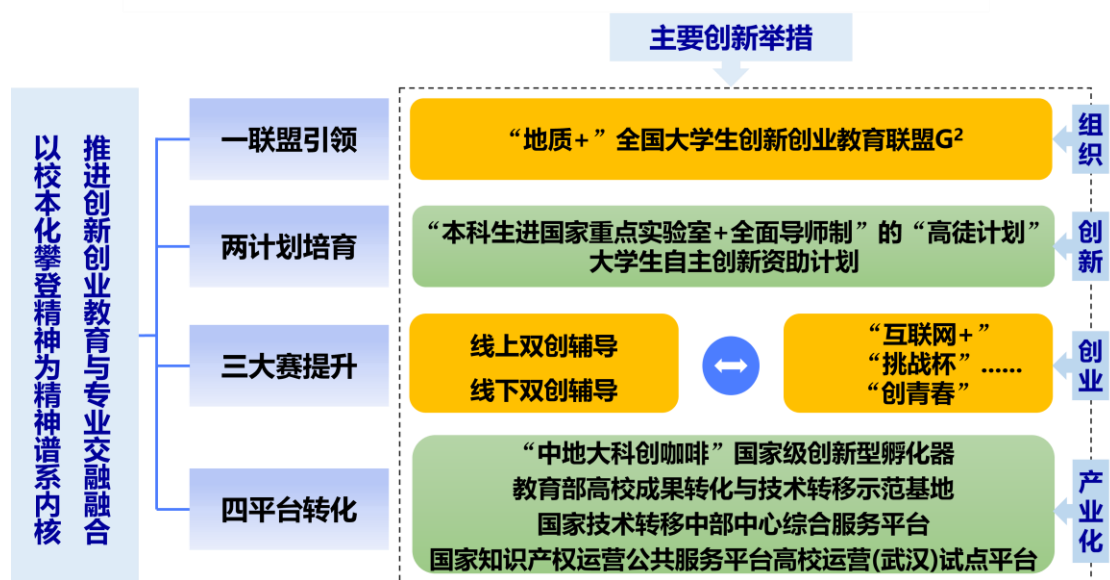 主要创新举措
推进创新创业教育与专业交融融合
以校本化攀登精神为精神谱系内核
一联盟引领
“地质+”全国大学生创新创业教育联盟G²
组织
两计划培育
“本科生进国家重点实验室+全面导师制”的“高徒计划”
大学生自主创新资助计划
创新
三大赛提升
线上双创辅导
线下双创辅导
“互联网+”
“挑战杯”……
“创青春”
创业
四平台转化
“中地大科创咖啡”国家级创新型孵化器
教育部高校成果转化与技术转移示范基地
国家技术转移中部中心综合服务平台
国家知识产权运营公共服务平台高校运营(武汉)试点平台
产业化